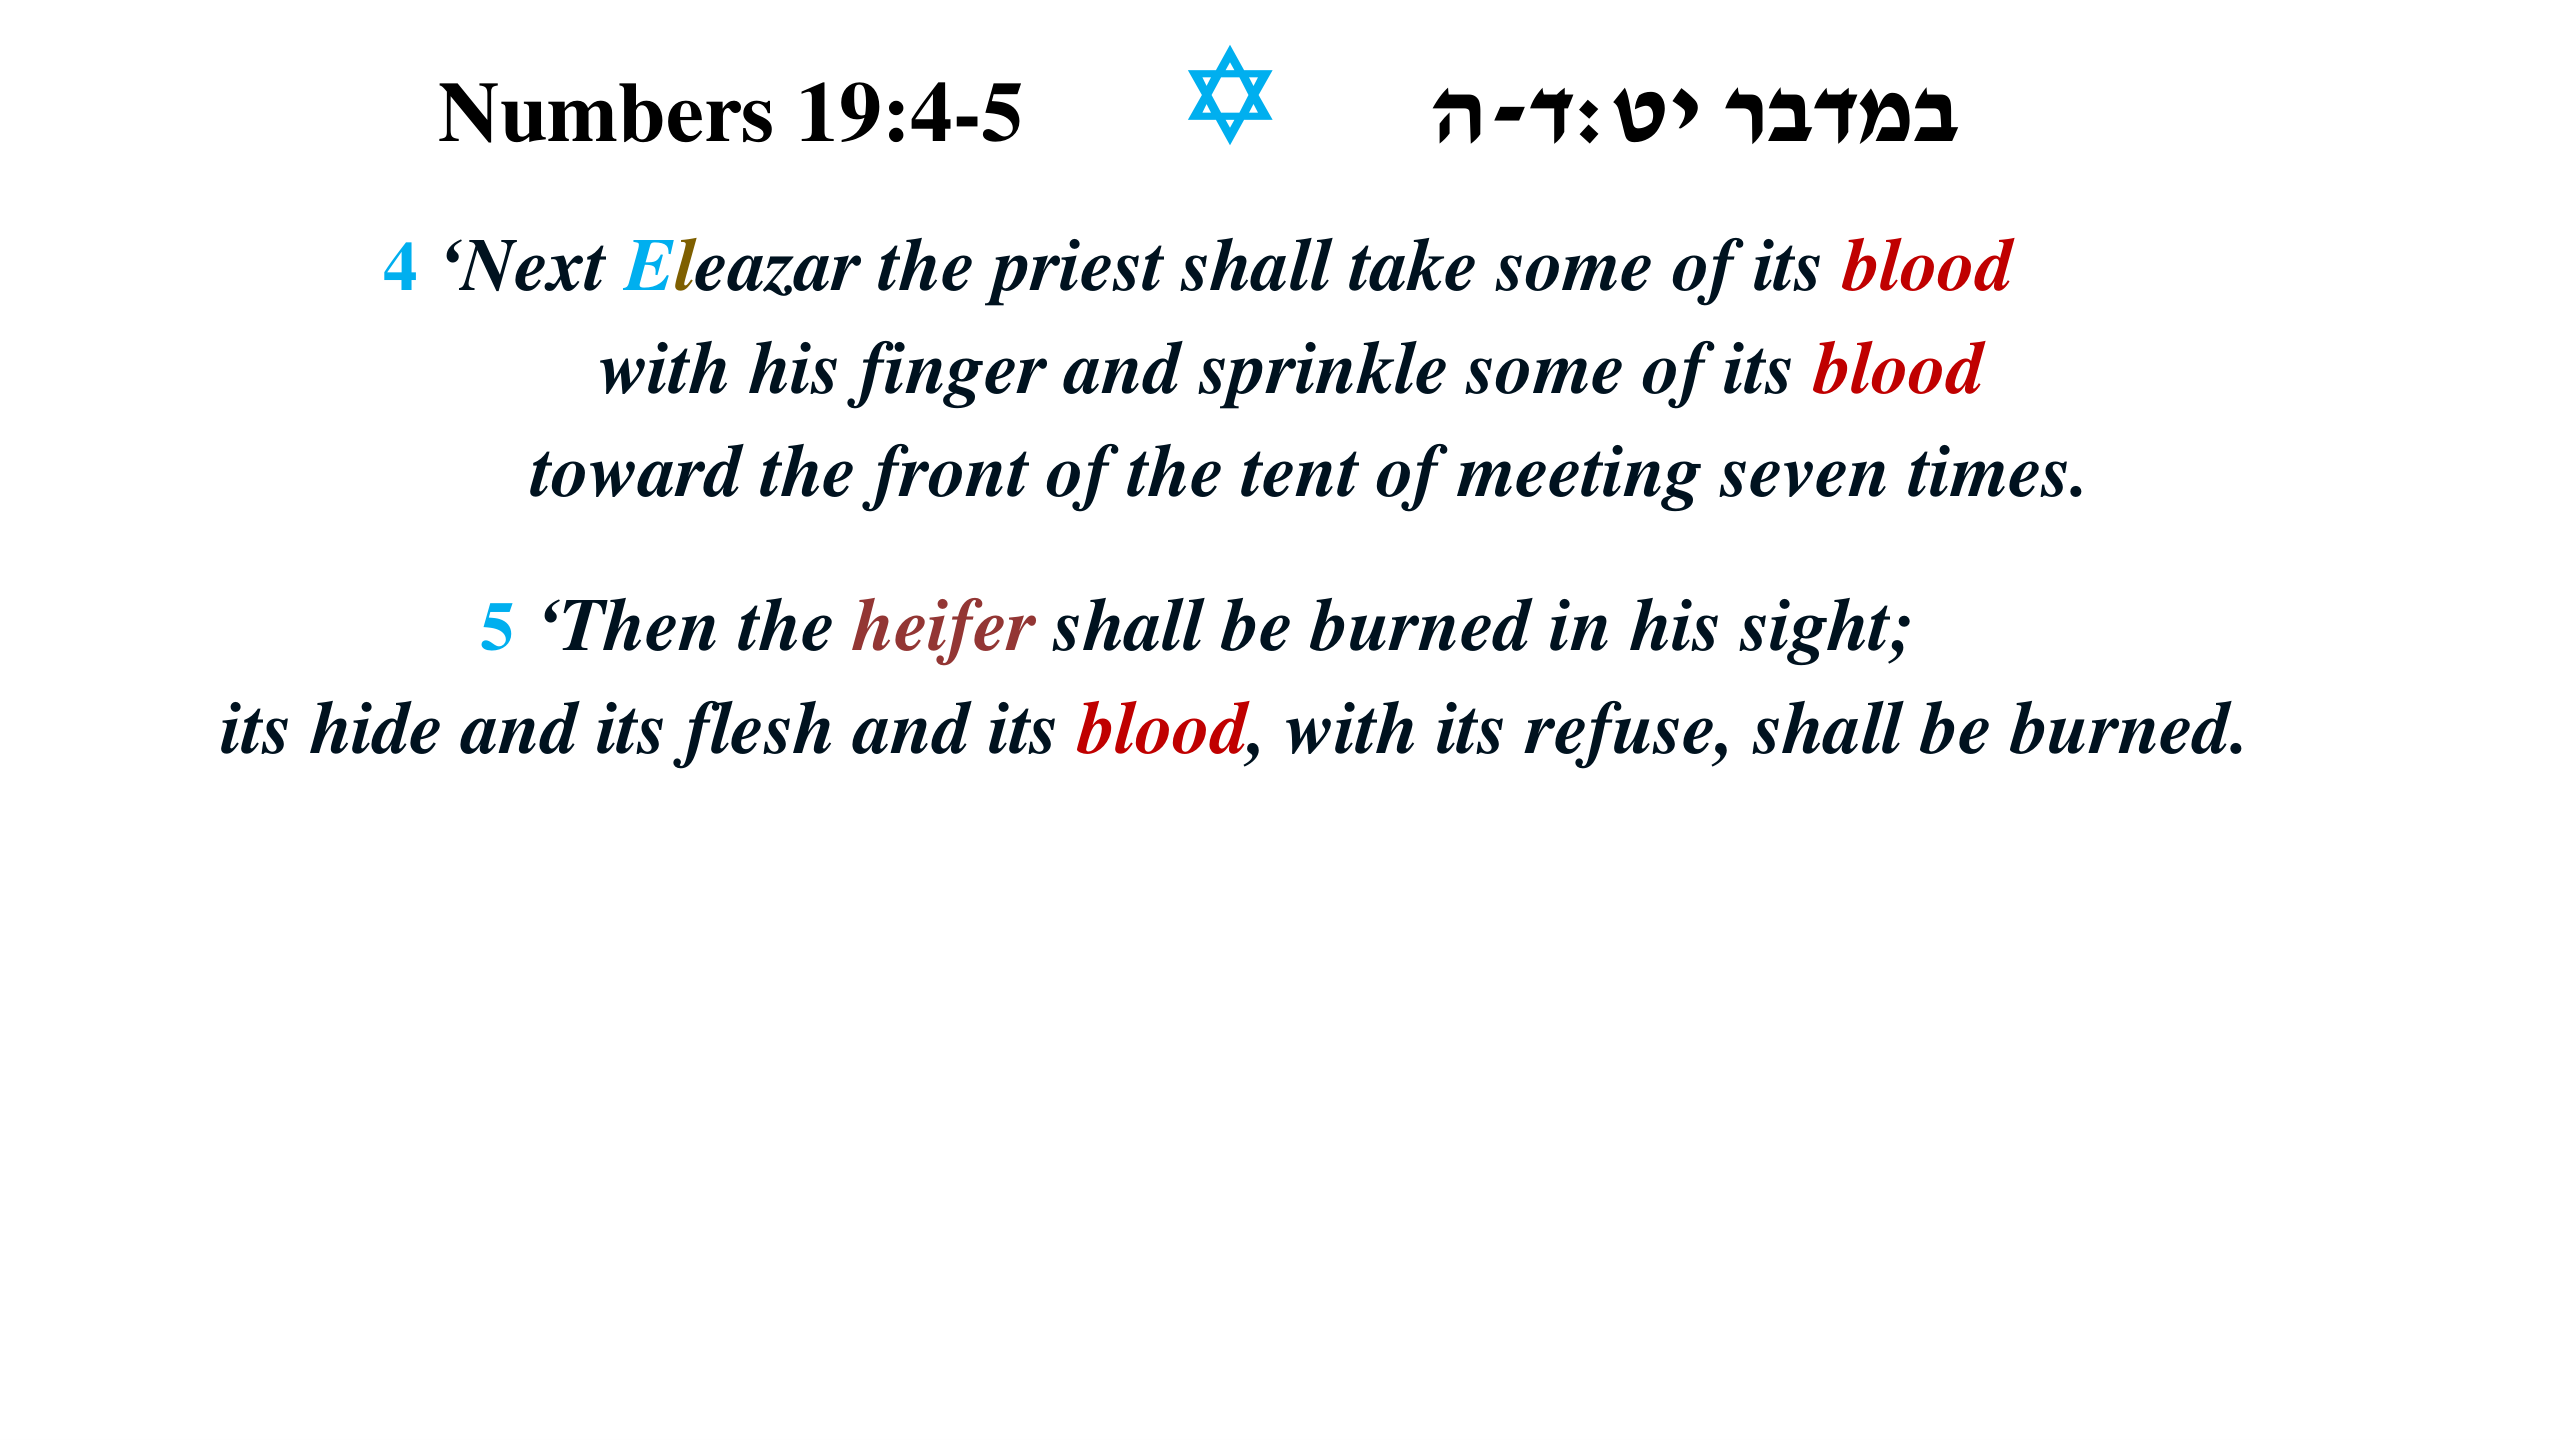 Numbers 19:4-5 ✡ במדבר יט:ד-ה
4 ‘Next Eleazar the priest shall take some of its blood
with his finger and sprinkle some of its blood
toward the front of the tent of meeting seven times.
5 ‘Then the heifer shall be burned in his sight;
its hide and its flesh and its blood, with its refuse, shall be burned.